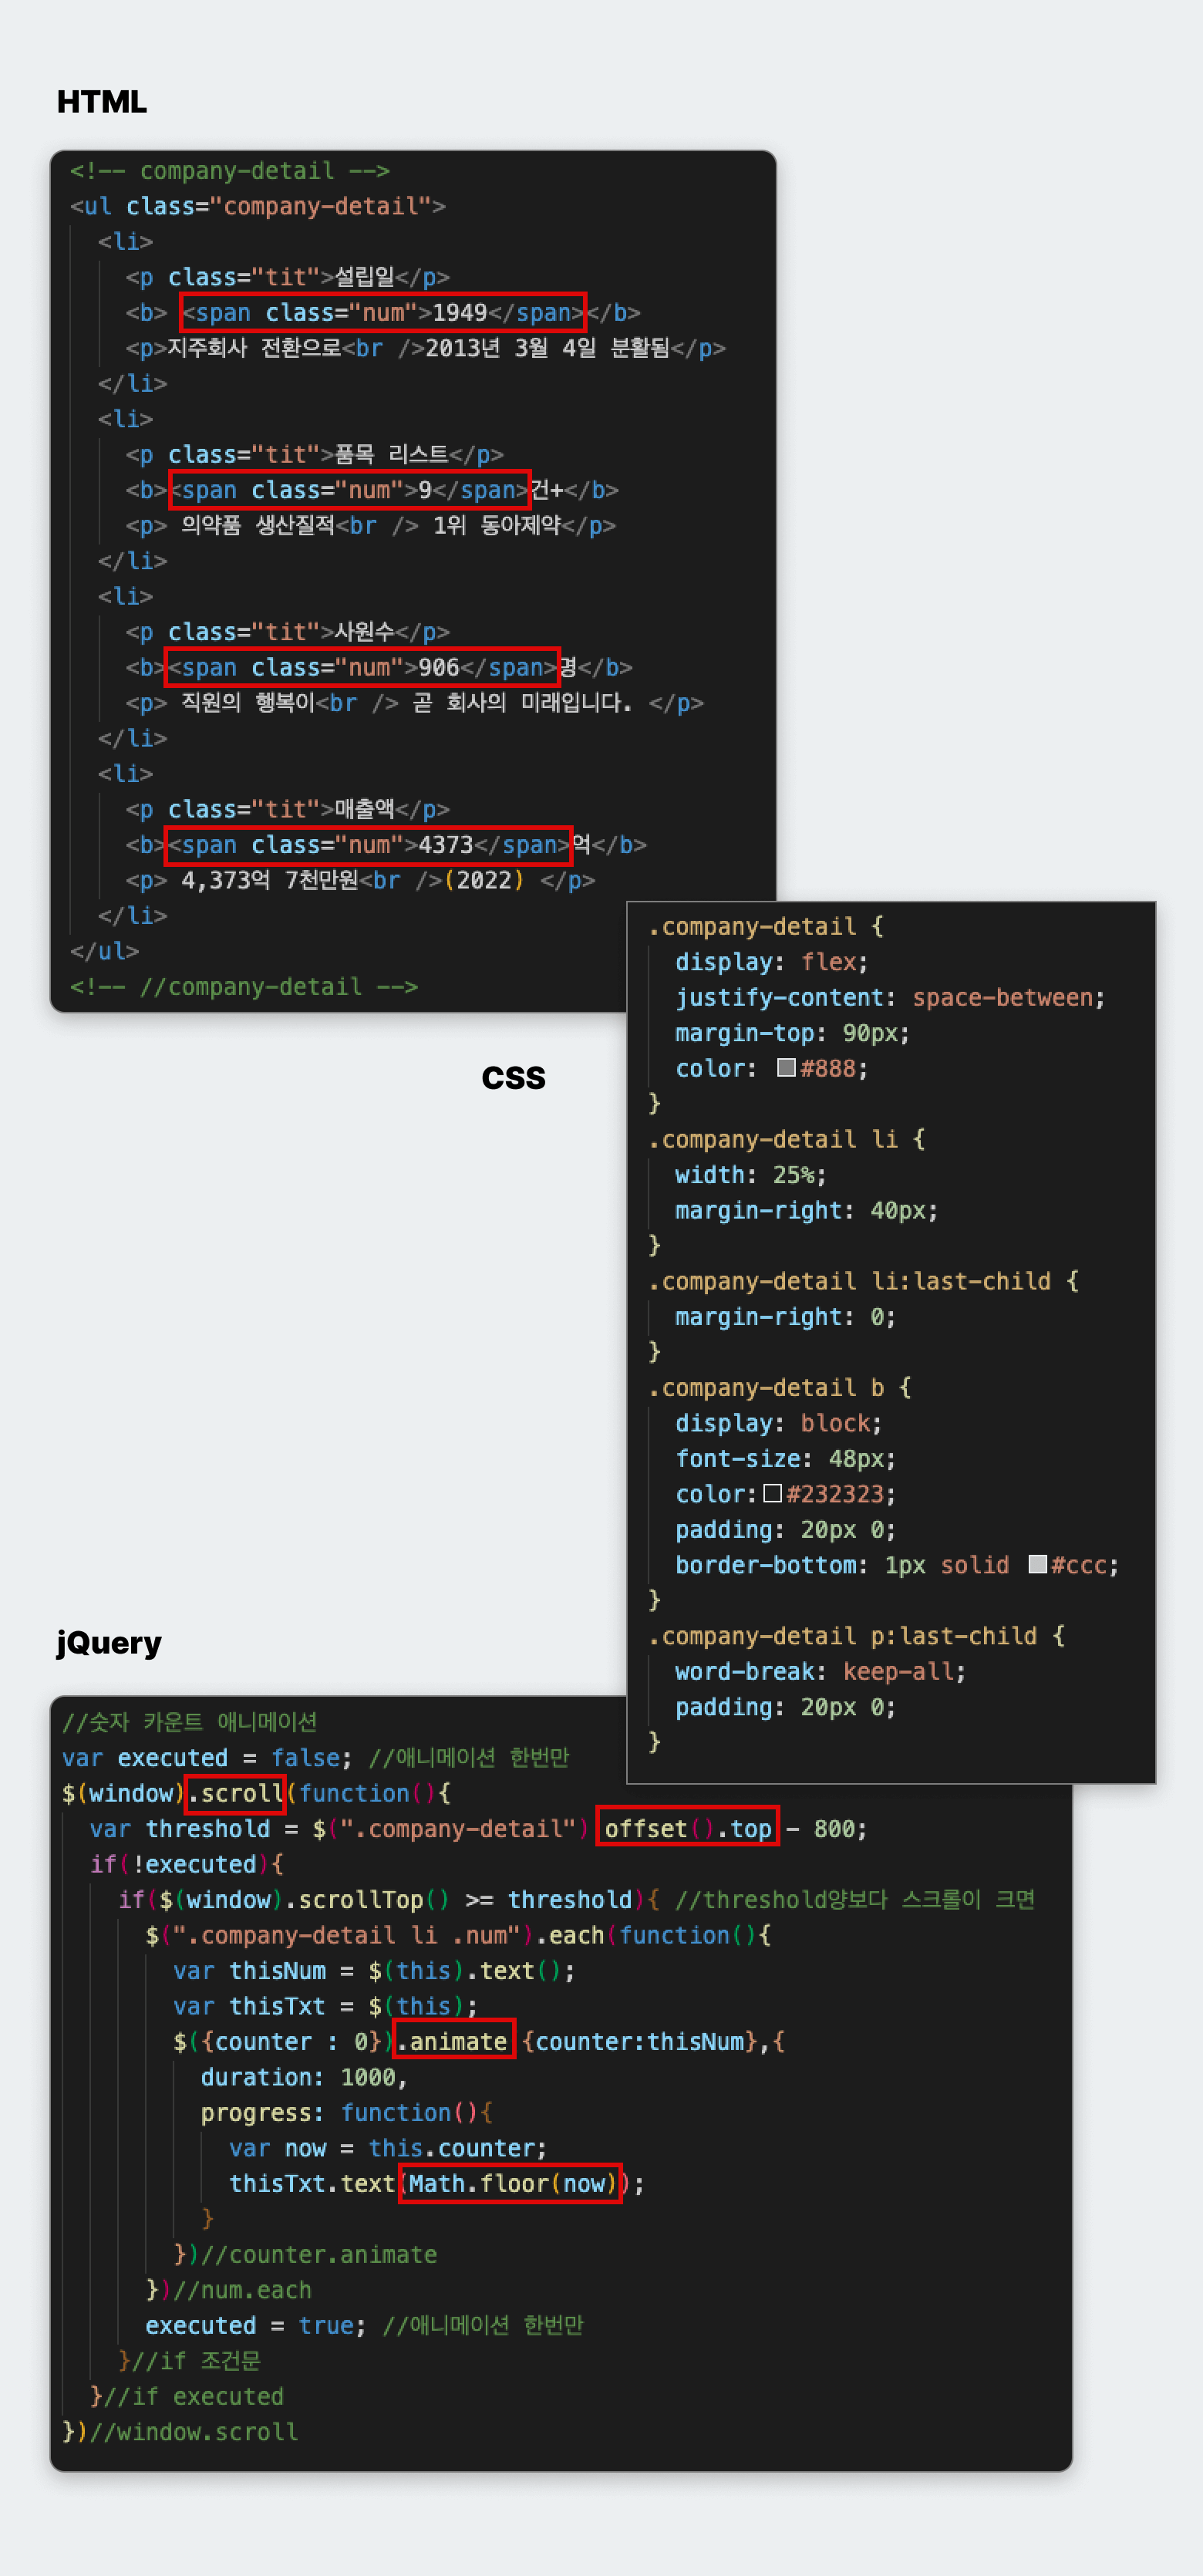 HTML
<!-- company-detail -->
<ul class="company-detail">
<li>
<p class="tit">설립일</p>
<b> <span class="num">1949</span></b>
<p>지주회사 전환으로<br />2013년 3월 4일 분활됨</p>
</li>
<li>
<p class="tit">품목 리스트</p>
<b><span class="num">9</span>건+</b>
<p> 의약품 생산질적<br /> 1위 동아제약</p>
</li>
<li>
<p class="tit">사원수</p>
<b><span class="num">906</span>명</b>
<p> 직원의 행복이<br /> 곧 회사의 미래입니다. </p>
</li>
<li>
<p class="tit">매출액</p>
<b><span class="num">4373</span>억</b>
<p> 4,373억 7천만원<br />(2022) </p>
</li>
</ul>
<!-- //company-detail -->
CSS
.company-detail {
display: flex;
justify-content: space-between;
margin-top: 90px;
color: #888;
}
.company-detail li {
width: 25%;
margin-right: 40px;
}
.company-detail li:last-child {
margin-right: 0;
}
.company-detail b {
display: block;
font-size: 48px;
color:#232323;
padding: 20px 0;
border-bottom: 1px solid #ccc;
}
.company-detail p:last-child {
word-break: keep-all;
padding: 20px 0;
}
jQuery
//숫자 카운트 애니메이션
var executed = false; //애니메이션 한번만
$(window).scroll(function(){
var threshold = $(".company-detail") offset().top - 800;
if(!executed){
if($(window).scrollTop() >= threshold){ //threshold양보다 스크롤이 크면
$(".company-detail li .num").each(function(){
var thisNum = $(this).text();
var thisTxt = $(this);
$({counter : 0}).animate {counter:thisNum},{
duration: 1000,
progress: function(){
var now = this.counter;
thisTxt.text(Math.floor(now));
}
})//counter.animate
})//num.each
executed = true; //애니메이션 한번만
}//if 조건문
}//if executed
})//window.scroll